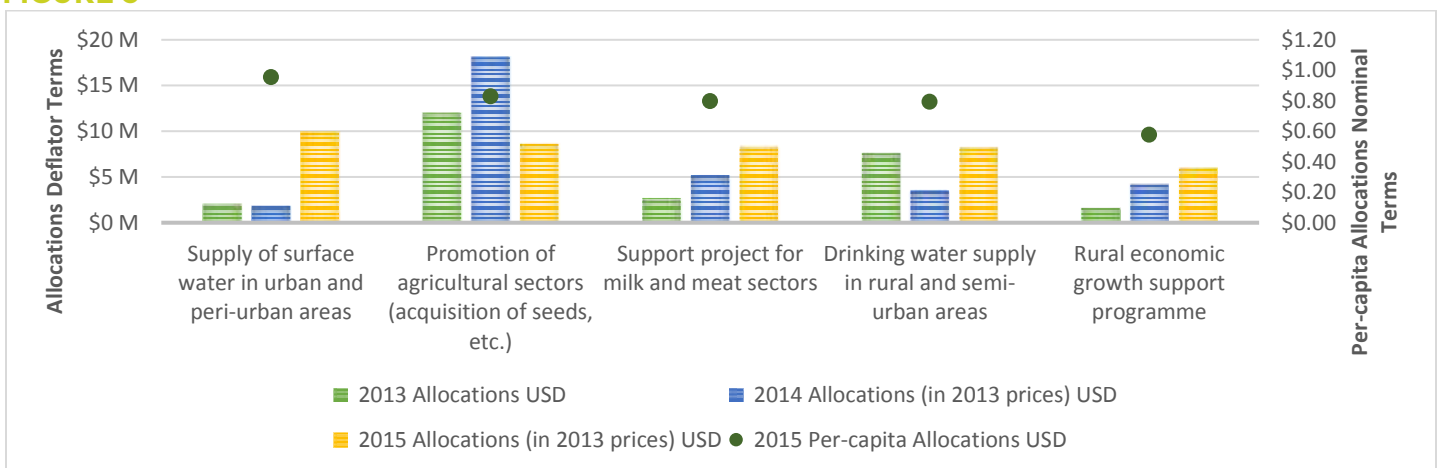 $20 M
$15 M
$10 M
$5 M
$0 M
Allocations Deflator Terms
$1.20
$1.00
$0.80
$0.60
$0.40
$0.20
$0.00
Per-capita Allocations Nominal
Terms
Supply of surface
water in urban and
peri-urban areas
Promotion of
agricultural sectors
(acquisition of seeds,
etc.)
Support project for
milk and meat sectors
Drinking water supply
in rural and semi-
urban areas
Rural economic
growth support
programme
2013 Allocations USD
2014 Allocations (in 2013 prices) USD
2015 Allocations (in 2013 prices) USD
2015 Per-capita Allocations USD